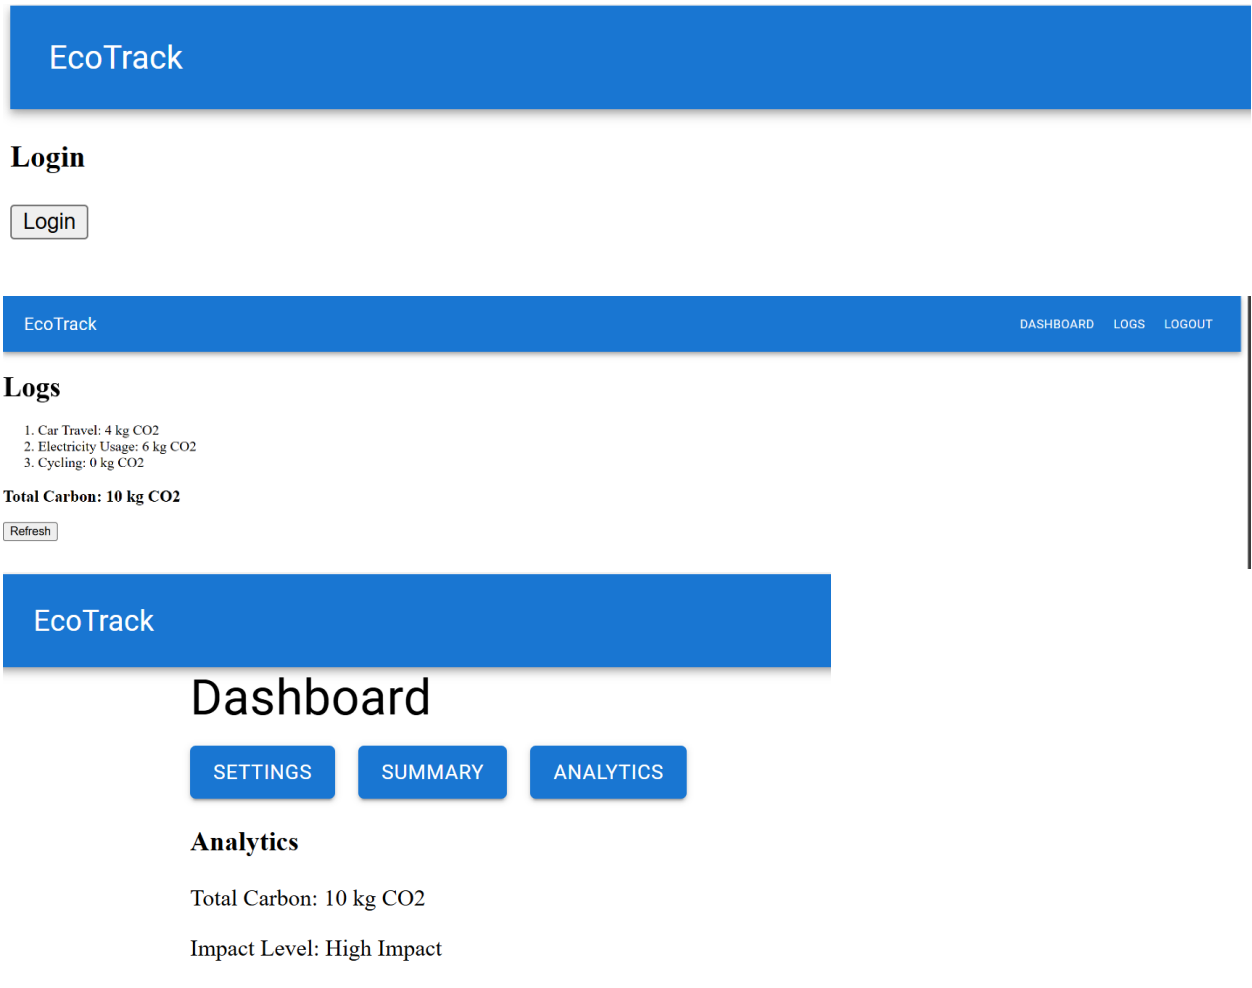 EcoTrack
Login
Login
EcoTrack DASHBOARD LOGS LOGOUT
Logs
1. Car Travel: 4 kg CO2
2. Electricity Usage: 6 kg CO2
3. Cycling: 0 kg CO2
Total Carbon: 10 kg CO2
Refresh
EcoTrack
Dashboard
SETTINGS SUMMARY ANALYTICS
Analytics
Total Carbon: 10 kg CO2
Impact Level: High Impact